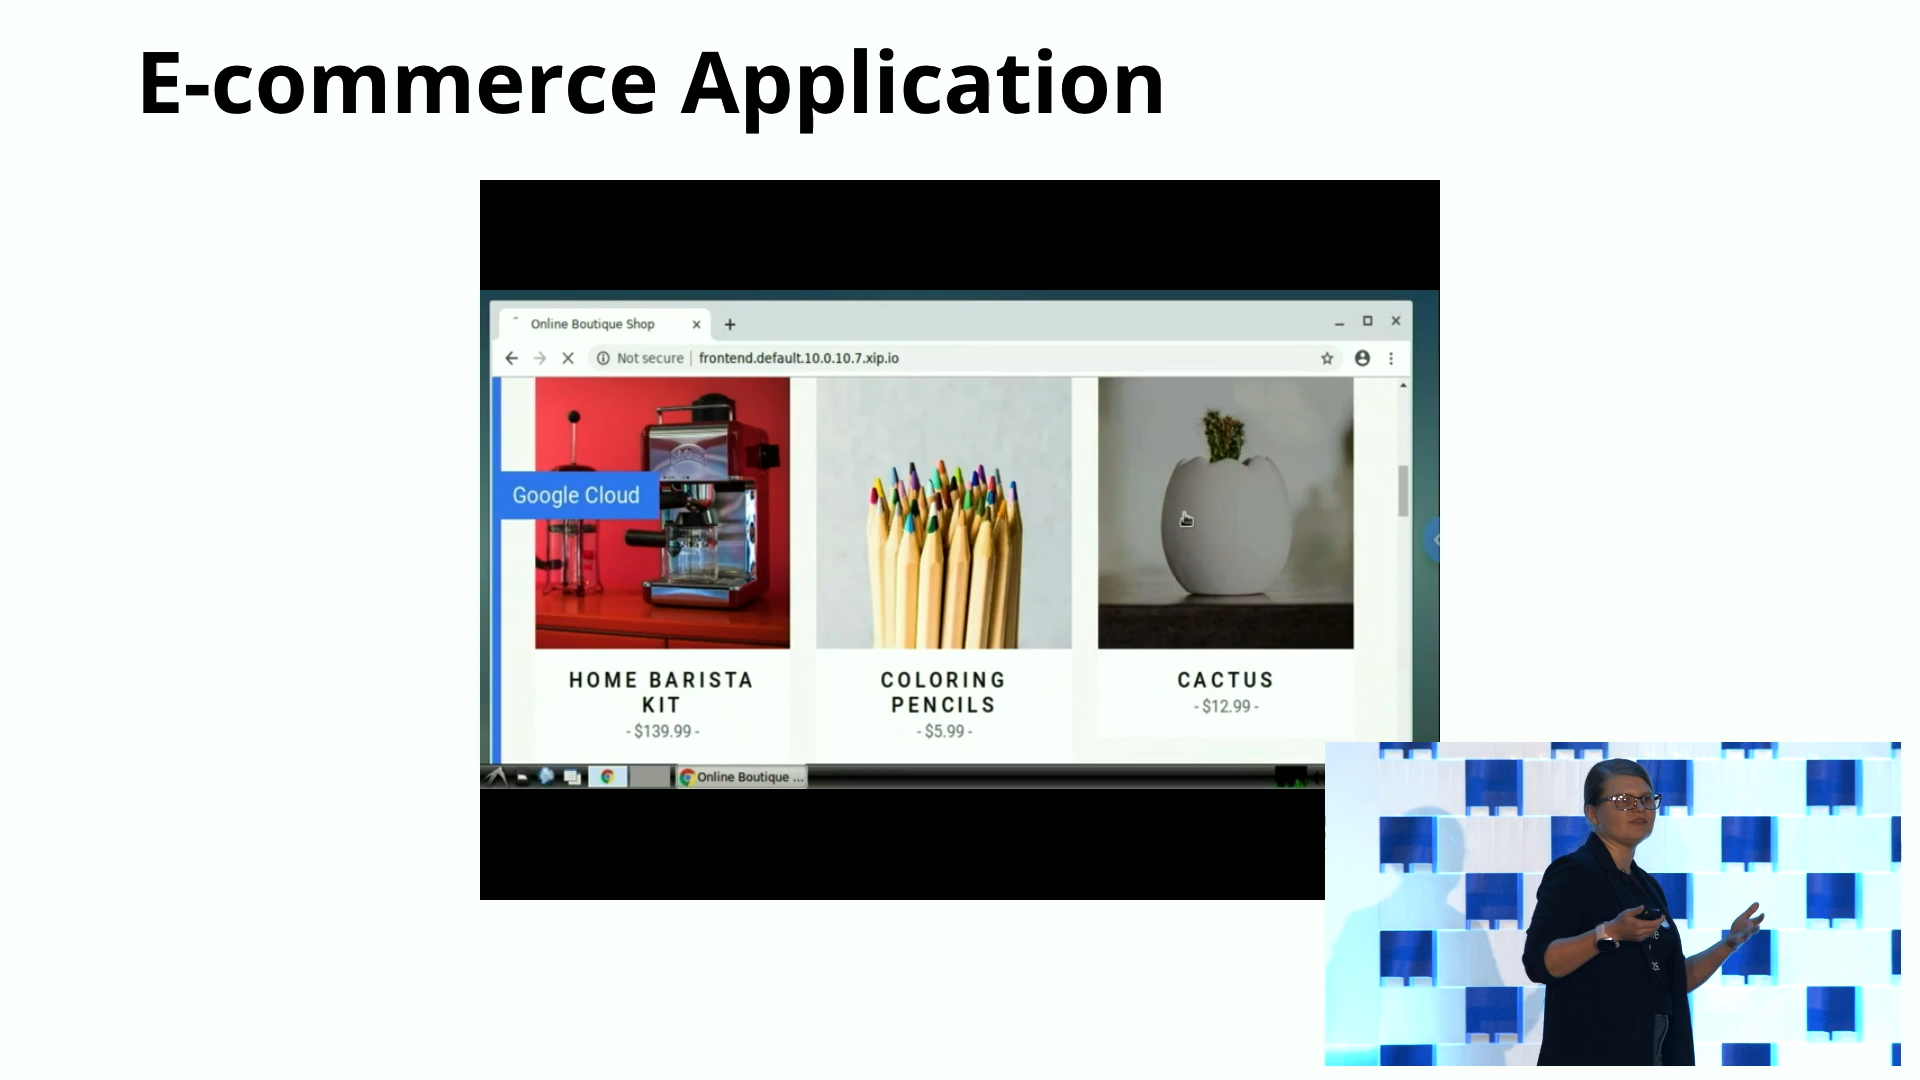 E-commerce Application
Online Boutique Shop
Not secure
frontend.default.10.0.10.7.xip.io
Google Cloud
HOME BARISTA
KIT
- $139.99 -
COLORING
PENCILS
- $5.99 -
CACTUS
- $12.99 -
Online Boutique ...